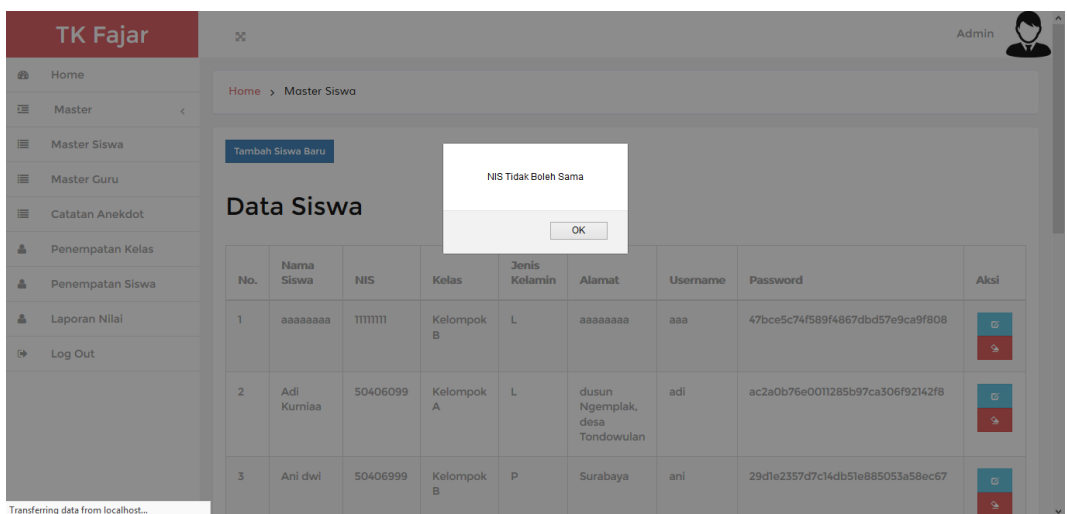 TK Fajar
Admin
Home
Master
Master Siswa
Master Guru
Catatan Anekdot
Penempatan Kelas
Penempatan Siswa
Laporan Nilai
Log Out
Home > Master Siswa
Tambah Siswa Baru
NIS Tidak Boleh Sama
OK
Data Siswa
No. Nama Siswa NIS Kelas Jenis Kelamin Alamat Username Password Aksi
1 aaaaaaaa 11111111 Kelompok B L aaaaaaaa aaa 47bce5c74f589f4867dbd57e9ca9f808
2 Adi Kurniaa 50406099 Kelompok A L dusun Ngemplak, desa Tondowulan adi ac2a0b76e0011285b97ca306f92142f8
3 Ani dwi 50406999 Kelompok B P Surabaya ani 29d1e2357d7c14db51e885053a58ec67
Transferring data from localhost...